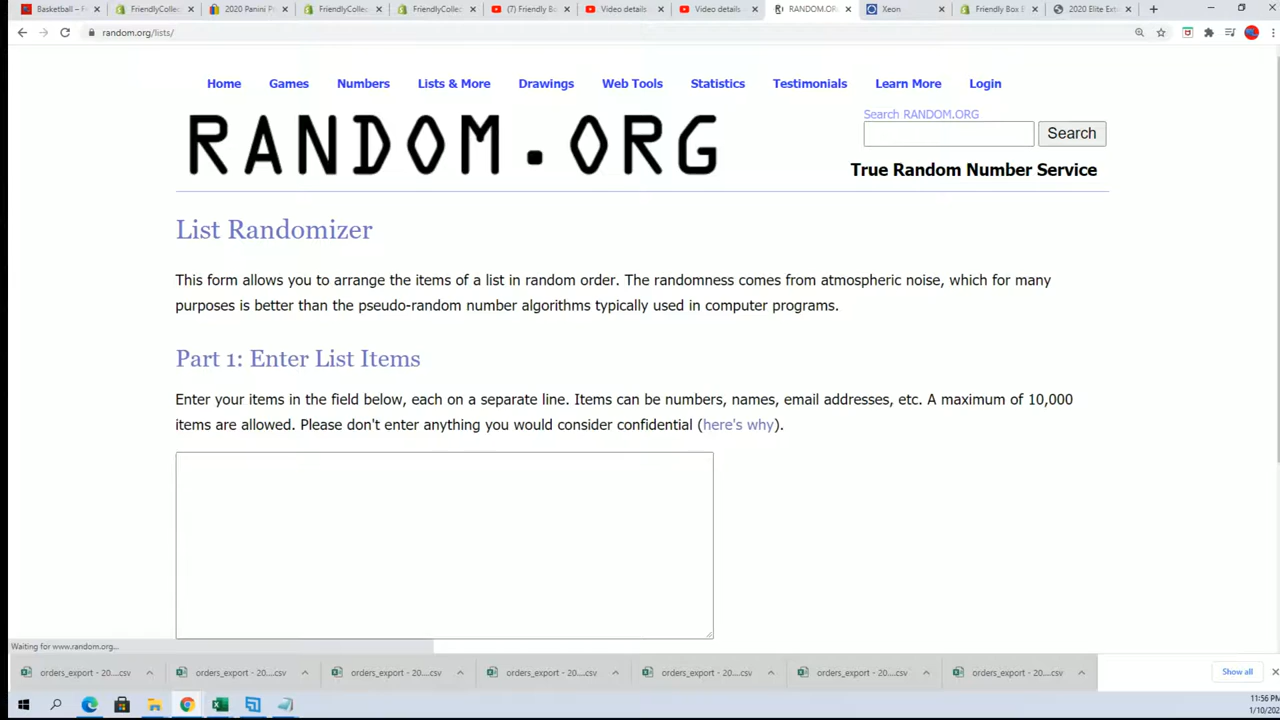 Basketball – F
FriendlyCollec
2020 Panini P
FriendlyCollec
FriendlyCollec
(7) Friendly Bo
Video details
Video details
RANDOM.OR
Xeon
Friendly Box B
2020 Elite Ext
random.org/lists/
Home Games Numbers Lists & More Drawings Web Tools Statistics Testimonials Learn More Login
RANDOM.ORG
Search RANDOM.ORG
Search
True Random Number Service
List Randomizer
This form allows you to arrange the items of a list in random order. The randomness comes from atmospheric noise, which for many
purposes is better than the pseudo-random number algorithms typically used in computer programs.
Part 1: Enter List Items
Enter your items in the field below, each on a separate line. Items can be numbers, names, email addresses, etc. A maximum of 10,000
items are allowed. Please don't enter anything you would consider confidential (here's why).
Waiting for www.random.org...
orders_export - 20....csv
orders_export - 20....csv
orders_export - 20....csv
orders_export - 20....csv
orders_export - 20....csv
orders_export - 20....csv
orders_export - 20....csv
Show all
11:56 PM
1/10/202